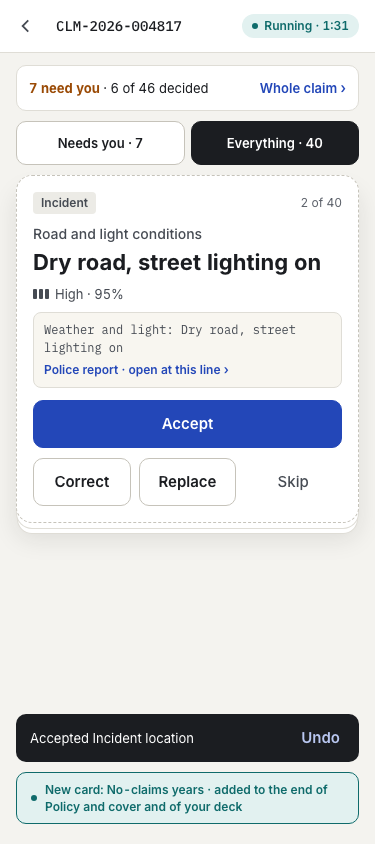 CLM-2026-004817
Running · 1:31
7 need you · 6 of 46 decided
Whole claim ›
Needs you · 7
Everything · 40
Incident
2 of 40
Road and light conditions
Dry road, street lighting on
High · 95%
Weather and light: Dry road, street
lighting on
Police report · open at this line ›
Accept
Correct
Replace
Skip
Accepted Incident location
Undo
New card: No-claims years · added to the end of
Policy and cover and of your deck